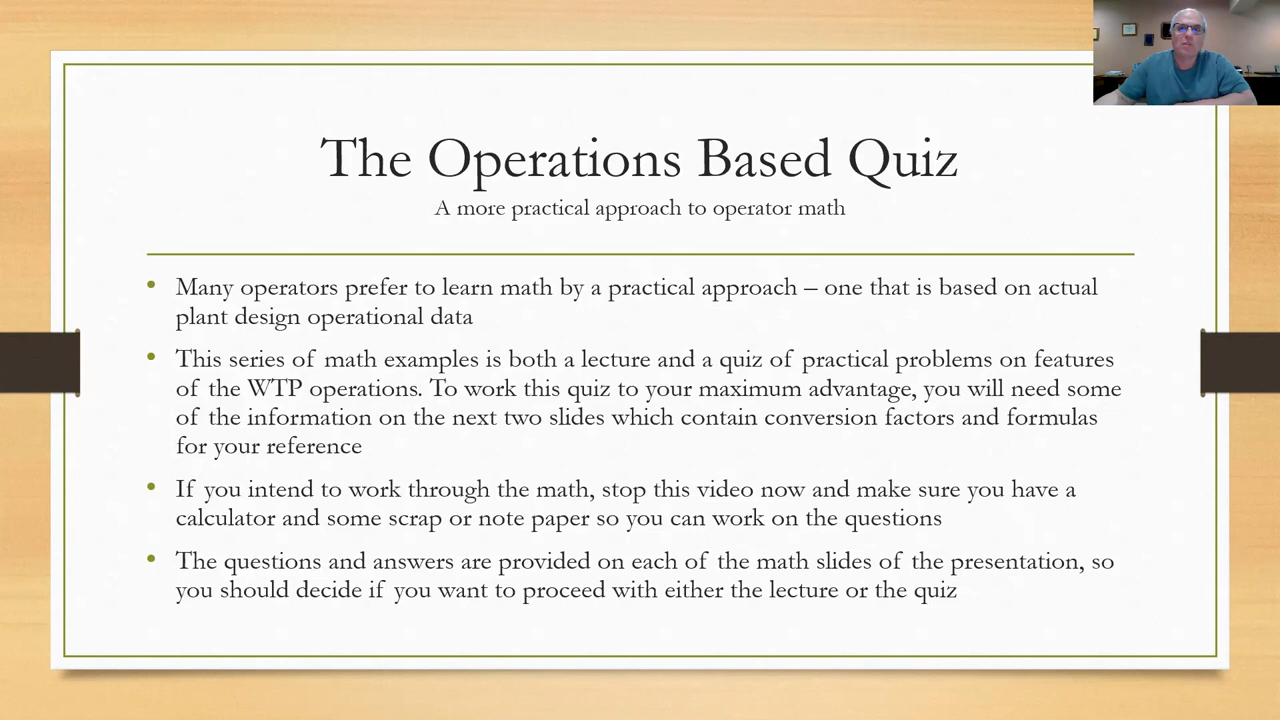 The Operations Based Quiz
A more practical approach to operator math
• Many operators prefer to learn math by a practical approach – one that is based on actual
plant design operational data
• This series of math examples is both a lecture and a quiz of practical problems on features
of the WTP operations. To work this quiz to your maximum advantage, you will need some
of the information on the next two slides which contain conversion factors and formulas
for your reference
• If you intend to work through the math, stop this video now and make sure you have a
calculator and some scrap or note paper so you can work on the questions
• The questions and answers are provided on each of the math slides of the presentation, so
you should decide if you want to proceed with either the lecture or the quiz